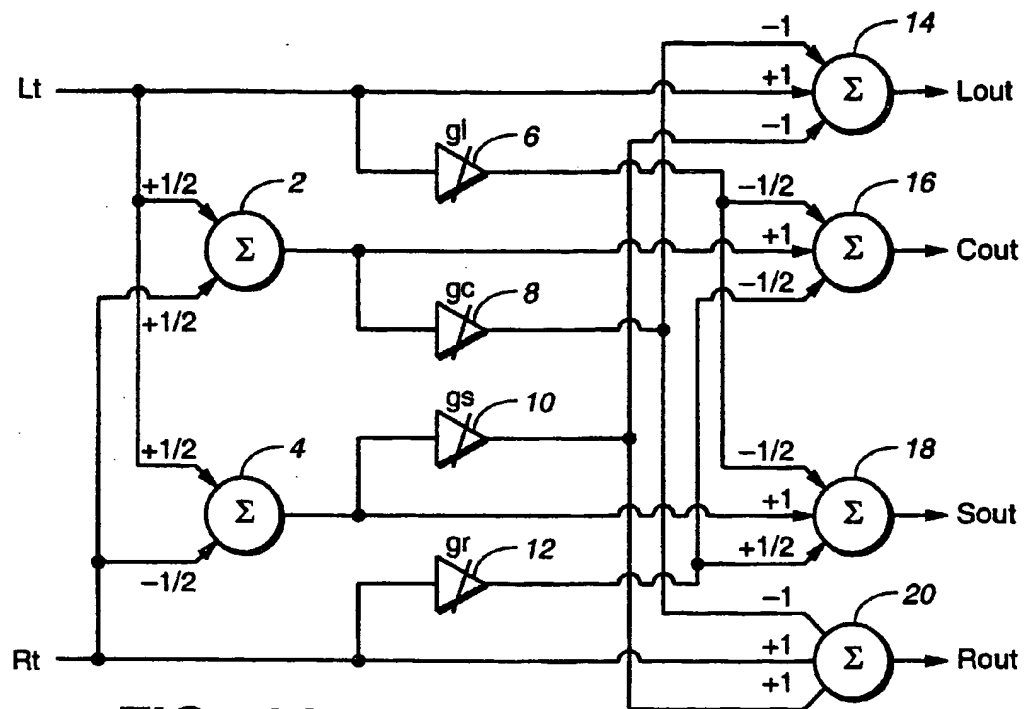 −1 14
Lt +1 Σ Lout
−1
gl 6
+1/2 2 −1/2 16
Σ +1 Σ Cout
−1/2
+1/2 gc 8
gs 10
+1/2 4 −1/2 18
Σ +1 Σ Sout
+1/2
−1/2 gr 12
−1 20
Rt +1 Σ Rout
+1